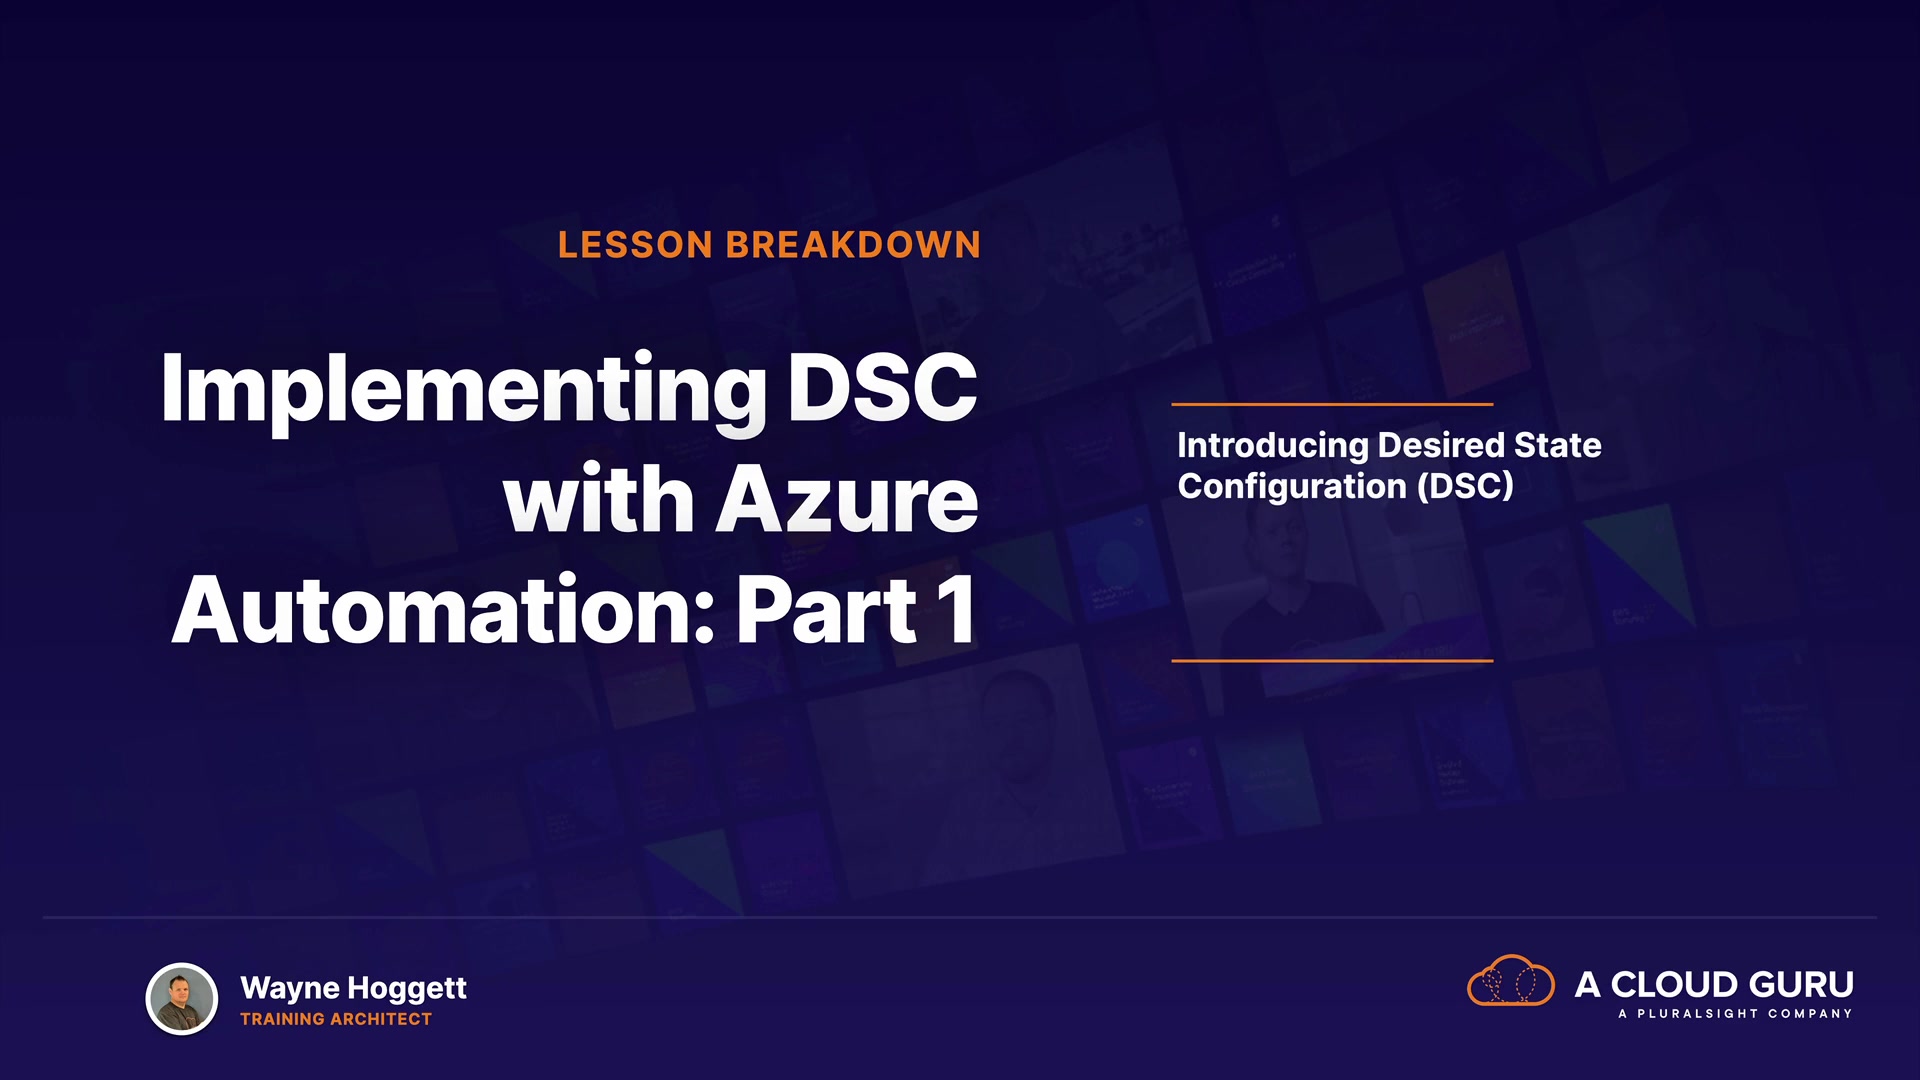 LESSON BREAKDOWN
Implementing DSC
with Azure
Automation: Part 1
Introducing Desired State
Configuration (DSC)
Wayne Hoggett
TRAINING ARCHITECT
A CLOUD GURU
A PLURALSIGHT COMPANY